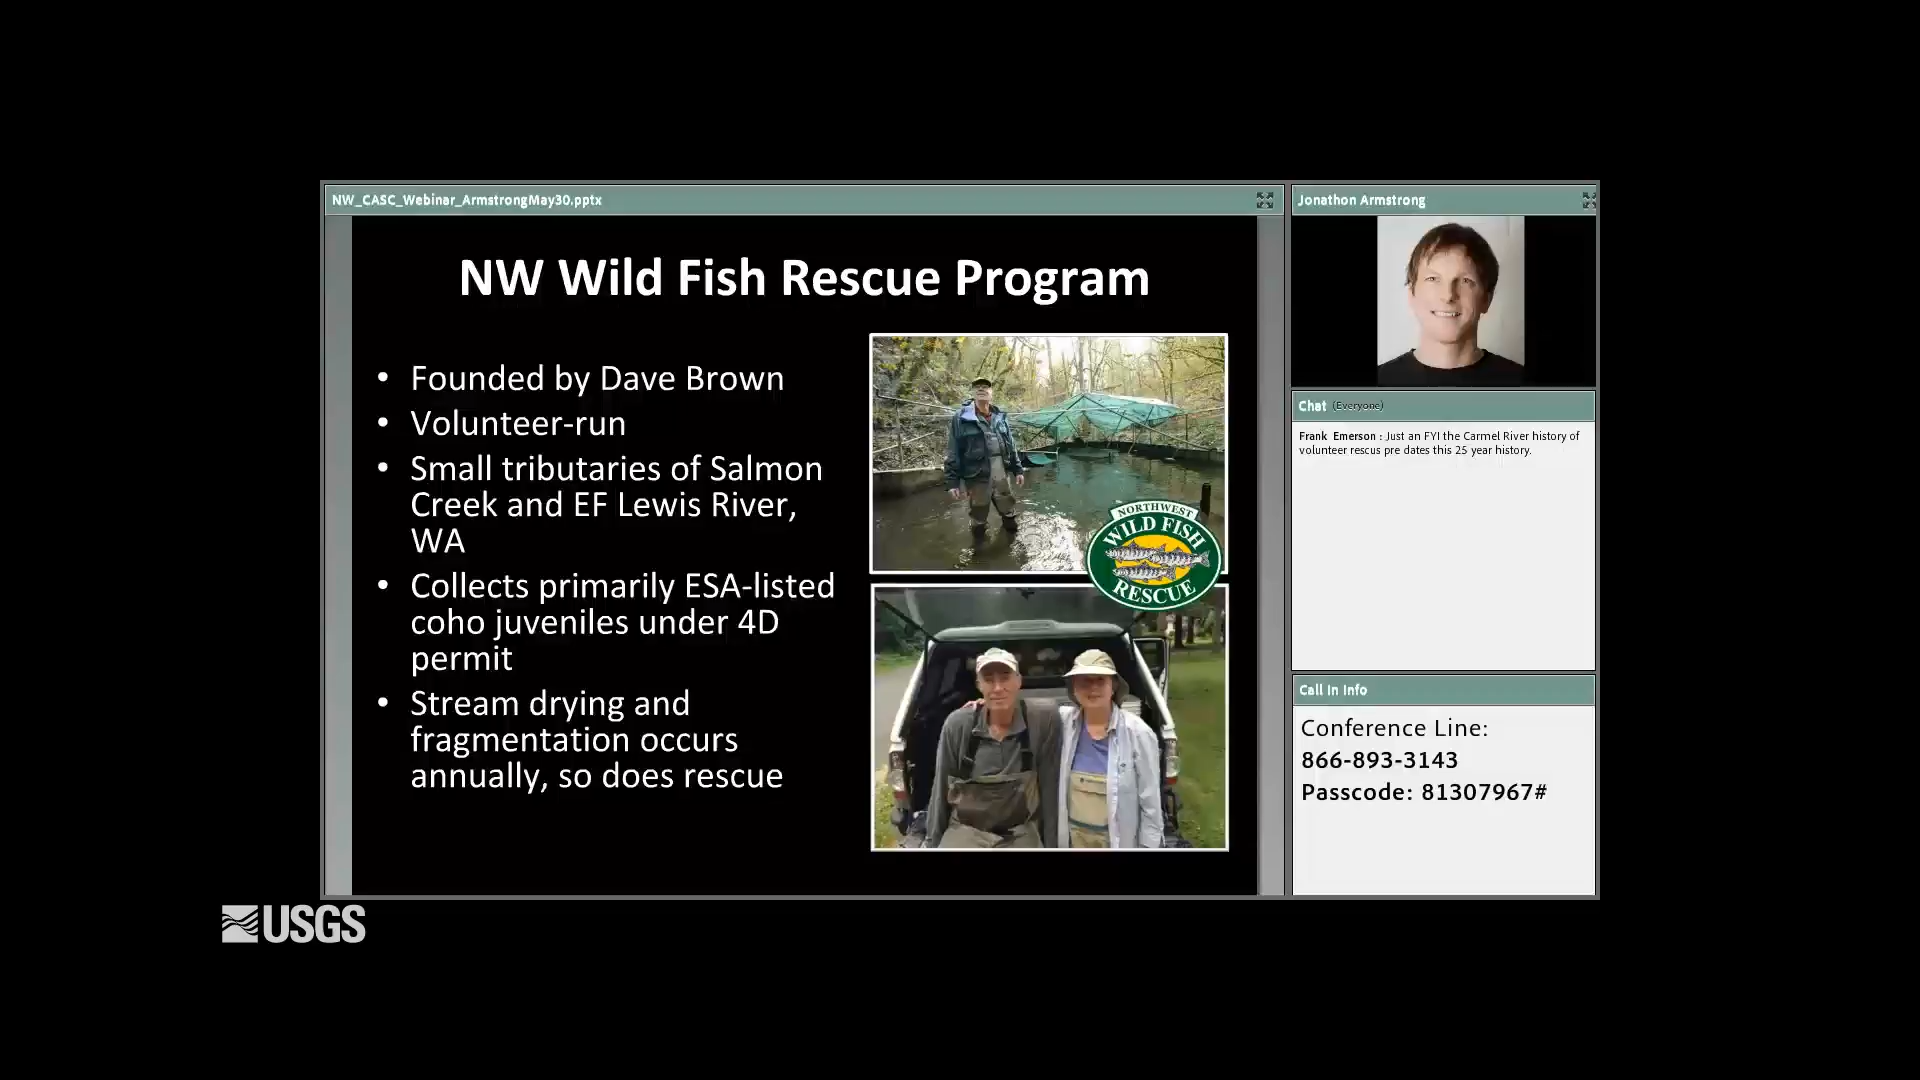 NW_CASC_Webinar_ArmstrongMay30.pptx
NW Wild Fish Rescue Program
• Founded by Dave Brown
• Volunteer-run
• Small tributaries of Salmon
Creek and EF Lewis River,
WA
• Collects primarily ESA-listed
coho juveniles under 4D
permit
• Stream drying and
fragmentation occurs
annually, so does rescue
NORTHWEST
WILD FISH
RESCUE
Jonathon Armstrong
Chat (Everyone)
Frank Emerson : Just an FYI the Carmel River history of
volunteer rescus pre dates this 25 year history.
Call In Info
Conference Line:
866-893-3143
Passcode: 81307967#
USGS